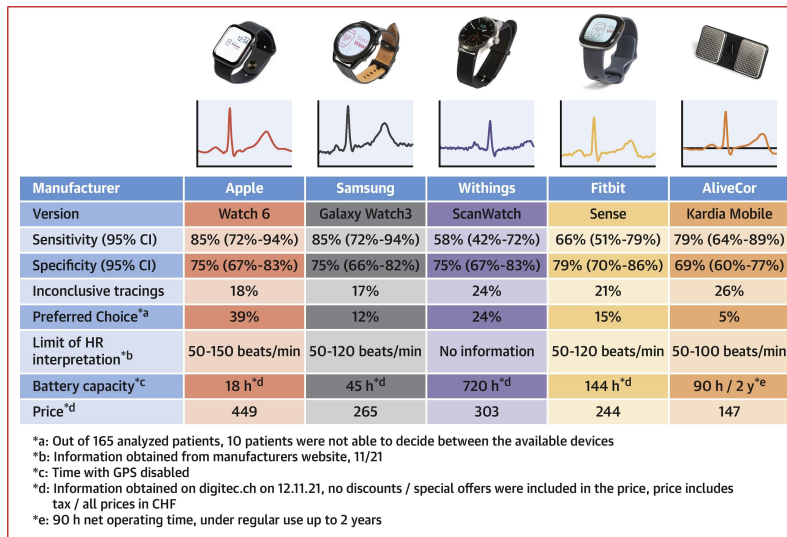 Manufacturer Apple Samsung Withings Fitbit AliveCor
Version Watch 6 Galaxy Watch3 ScanWatch Sense Kardia Mobile
Sensitivity (95% CI) 85% (72%-94%) 85% (72%-94%) 58% (42%-72%) 66% (51%-79%) 79% (64%-89%)
Specificity (95% CI) 75% (67%-83%) 75% (66%-82%) 75% (67%-83%) 79% (70%-86%) 69% (60%-77%)
Inconclusive tracings 18% 17% 24% 21% 26%
Preferred Choice*a 39% 12% 24% 15% 5%
Limit of HR
interpretation*b 50-150 beats/min 50-120 beats/min No information 50-120 beats/min 50-100 beats/min
Battery capacity*c 18 h*d 45 h*d 720 h*d 144 h*d 90 h / 2 y*e
Price*d 449 265 303 244 147
*a: Out of 165 analyzed patients, 10 patients were not able to decide between the available devices
*b: Information obtained from manufacturers website, 11/21
*c: Time with GPS disabled
*d: Information obtained on digitec.ch on 12.11.21, no discounts / special offers were included in the price, price includes
tax / all prices in CHF
*e: 90 h net operating time, under regular use up to 2 years